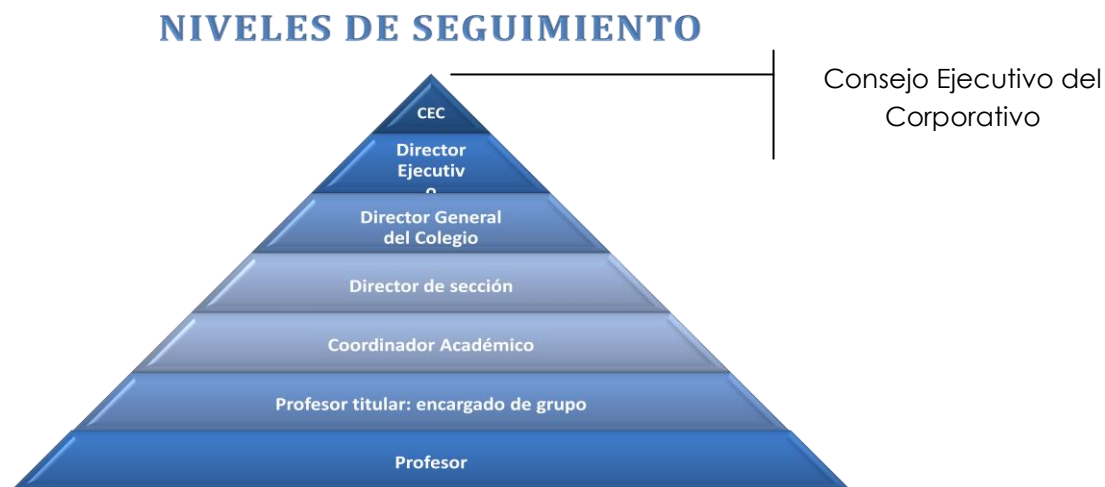 NIVELES DE SEGUIMIENTO
Consejo Ejecutivo del
Corporativo
CEC
Director
Ejecutiv
o
Director General
del Colegio
Director de sección
Coordinador Académico
Profesor titular: encargado de grupo
Profesor